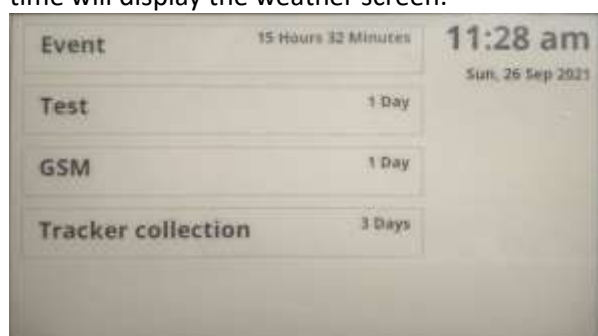 time will display the weather screen.
Event 15 Hours 32 Minutes
11:28 am
Sun, 26 Sep 2021
Test 1 Day
GSM 1 Day
Tracker collection 3 Days